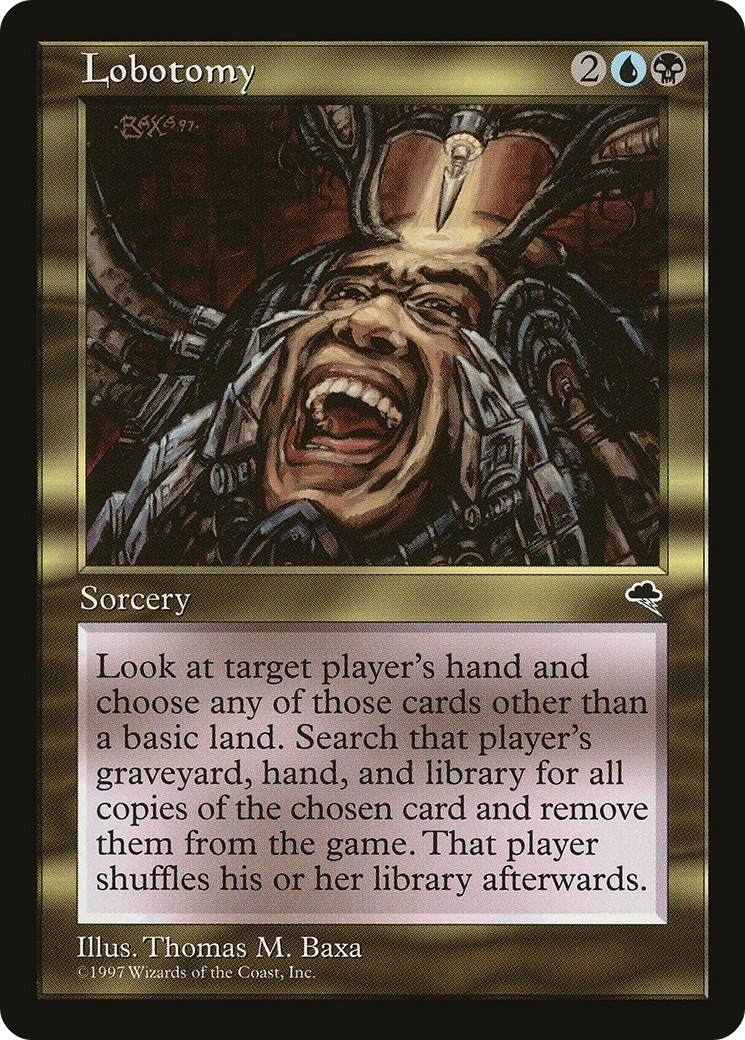 Lobotomy 2
BAXA 97.
Sorcery
Look at target player's hand and
choose any of those cards other than
a basic land. Search that player's
graveyard, hand, and library for all
copies of the chosen card and remove
them from the game. That player
shuffles his or her library afterwards.
Illus. Thomas M. Baxa
©1997 Wizards of the Coast, Inc.